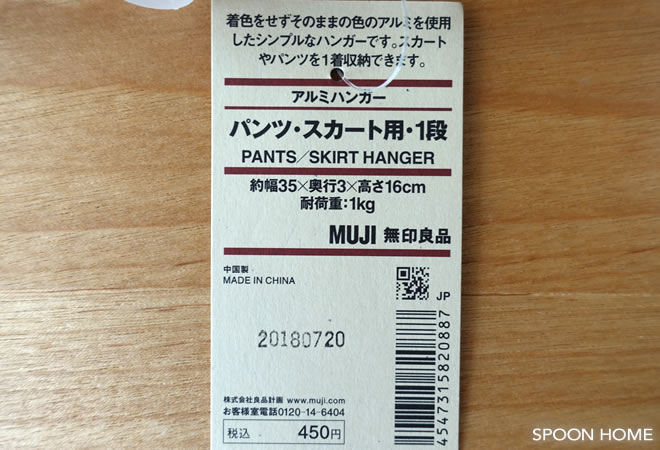 着色をせずそのままの色のアルミを使用
したシンプルなハンガーです。スカート
やパンツを1着収納できます。
アルミハンガー
パンツ・スカート用・1段
PANTS／SKIRT HANGER
約幅35×奥行3×高さ16cm
耐荷重：1kg
MUJI 無印良品
中国製
MADE IN CHINA
JP
20180720
4547315820887
株式会社良品計画 www.muji.com
お客様室電話0120-14-6404
税込 450円
SPOON HOME